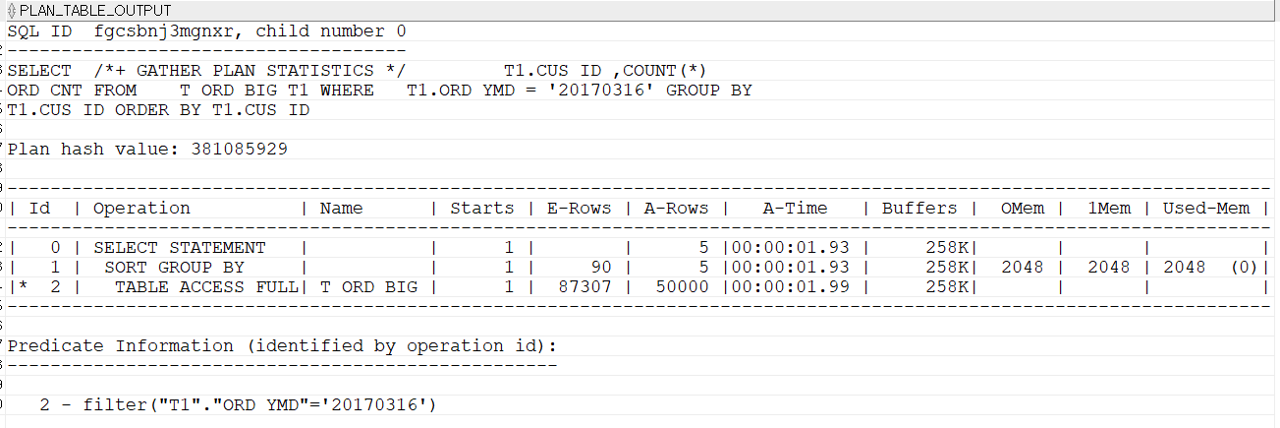 PLAN_TABLE_OUTPUT
SQL ID  fgcsbnj3mgnxr, child number 0
-------------------------------------
SELECT  /*+ GATHER PLAN STATISTICS */         T1.CUS ID ,COUNT(*)
ORD CNT FROM    T ORD BIG T1 WHERE   T1.ORD YMD = '20170316' GROUP BY
T1.CUS ID ORDER BY T1.CUS ID
Plan hash value: 381085929
---------------------------------------------------------------------------------------------------------------------
| Id  | Operation          | Name      | Starts | E-Rows | A-Rows |   A-Time   | Buffers |  OMem |  1Mem | Used-Mem |
---------------------------------------------------------------------------------------------------------------------
|   0 | SELECT STATEMENT   |           |      1 |        |      5 |00:00:01.93 |    258K|       |       |          |
|   1 |  SORT GROUP BY     |           |      1 |     90 |      5 |00:00:01.93 |    258K|  2048 |  2048 | 2048  (0)|
|*  2 |   TABLE ACCESS FULL| T ORD BIG |      1 |  87307 |  50000 |00:00:01.99 |    258K|       |       |          |
---------------------------------------------------------------------------------------------------------------------
Predicate Information (identified by operation id):
---------------------------------------------------
   2 - filter("T1"."ORD YMD"='20170316')